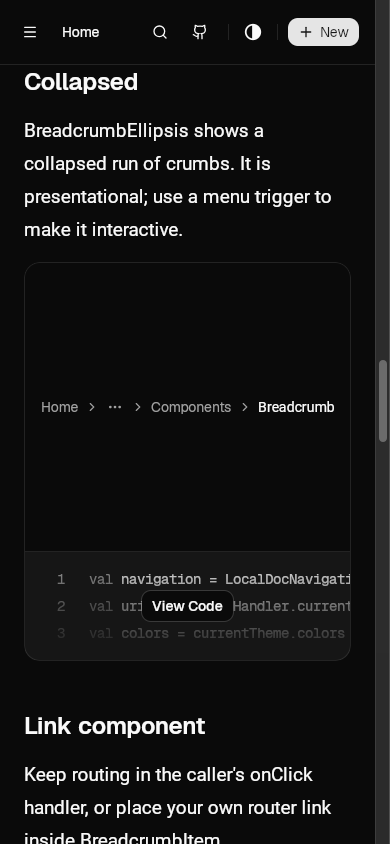 Home
New
Collapsed
BreadcrumbEllipsis shows a
collapsed run of crumbs. It is
presentational; use a menu trigger to
make it interactive.
Home ··· Components Breadcrumb
1 val navigation = LocalDocNavigati
2 val uri Handler.current
View Code
3 val colors = currentTheme.colors
Link component
Keep routing in the caller's onClick
handler, or place your own router link
inside BreadcrumbItem